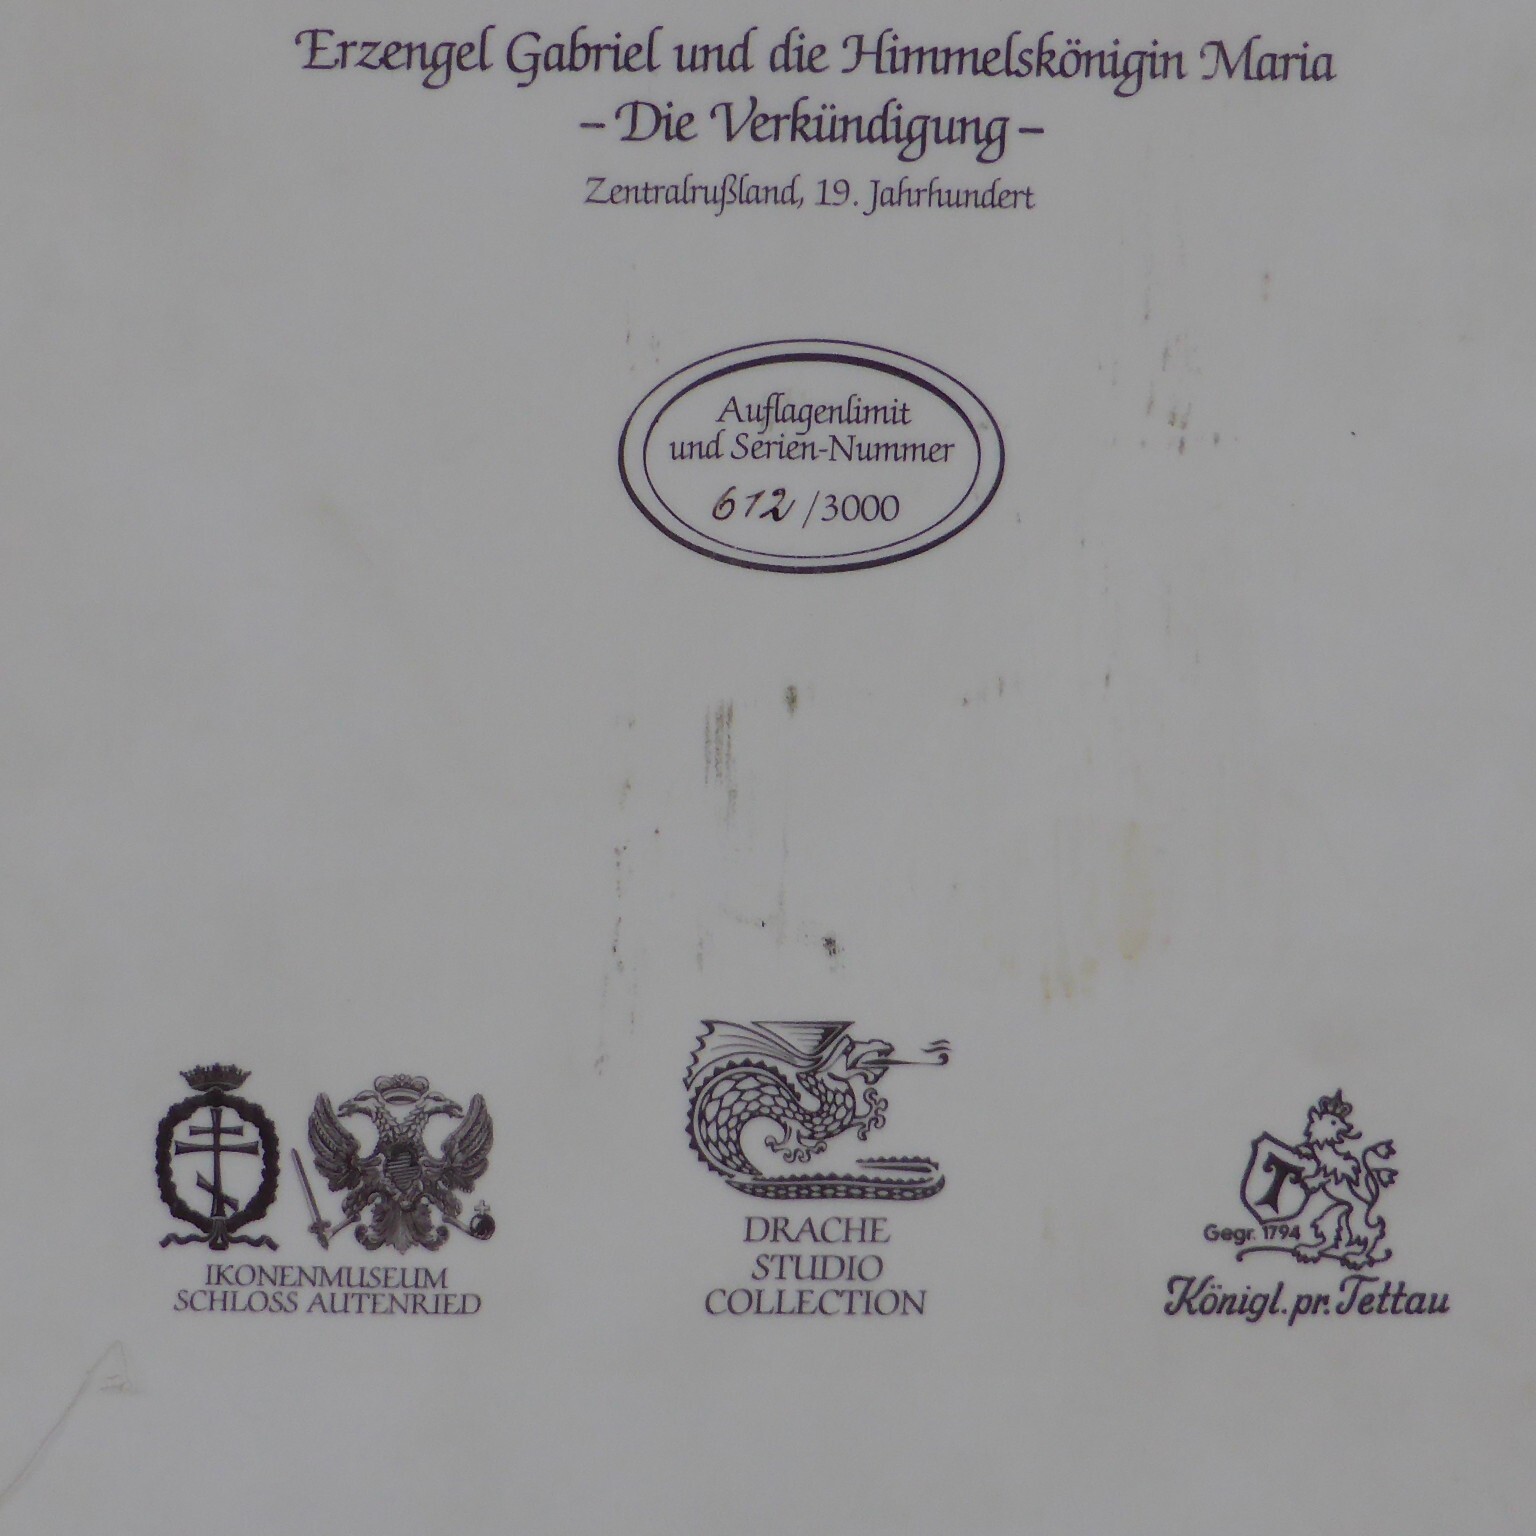 Erzengel Gabriel und die Himmelskönigin Maria
– Die Verkündigung –
Zentralrußland, 19. Jahrhundert
Auflagenlimit
und Serien-Nummer
612 /3000
IKONENMUSEUM
SCHLOSS AUTENRIED
DRACHE
STUDIO
COLLECTION
T
Gegr. 1794
Königl. pr. Tettau